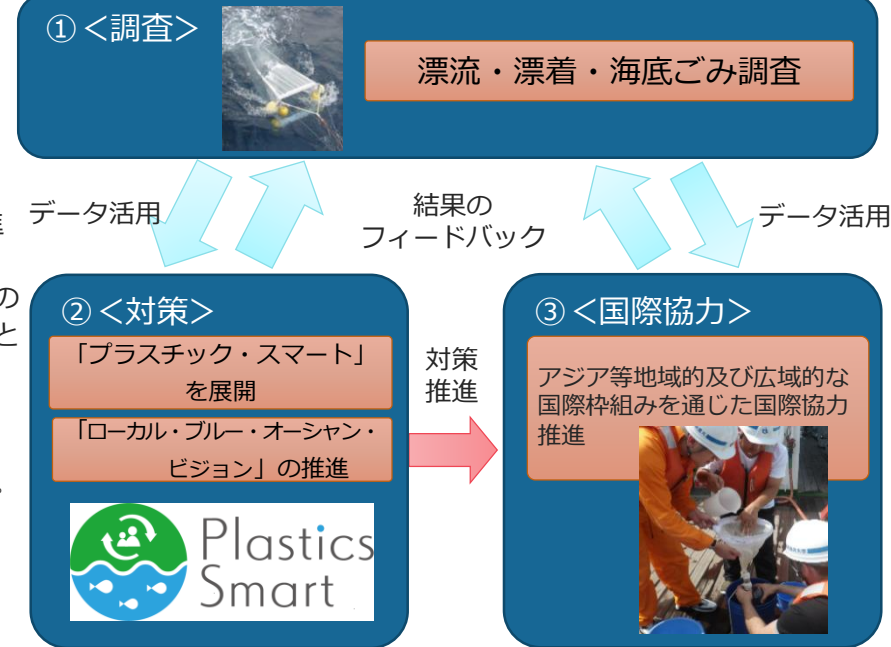 ①＜調査＞
漂流・漂着・海底ごみ調査
データ活用
結果の
フィードバック
データ活用
の
と
②＜対策＞
「プラスチック・スマート」
を展開
「ローカル・ブルー・オーシャン・
ビジョン」の推進
Plastics
Smart
対策
推進
③＜国際協力＞
アジア等地域的及び広域的な
国際枠組みを通じた国際協力
推進